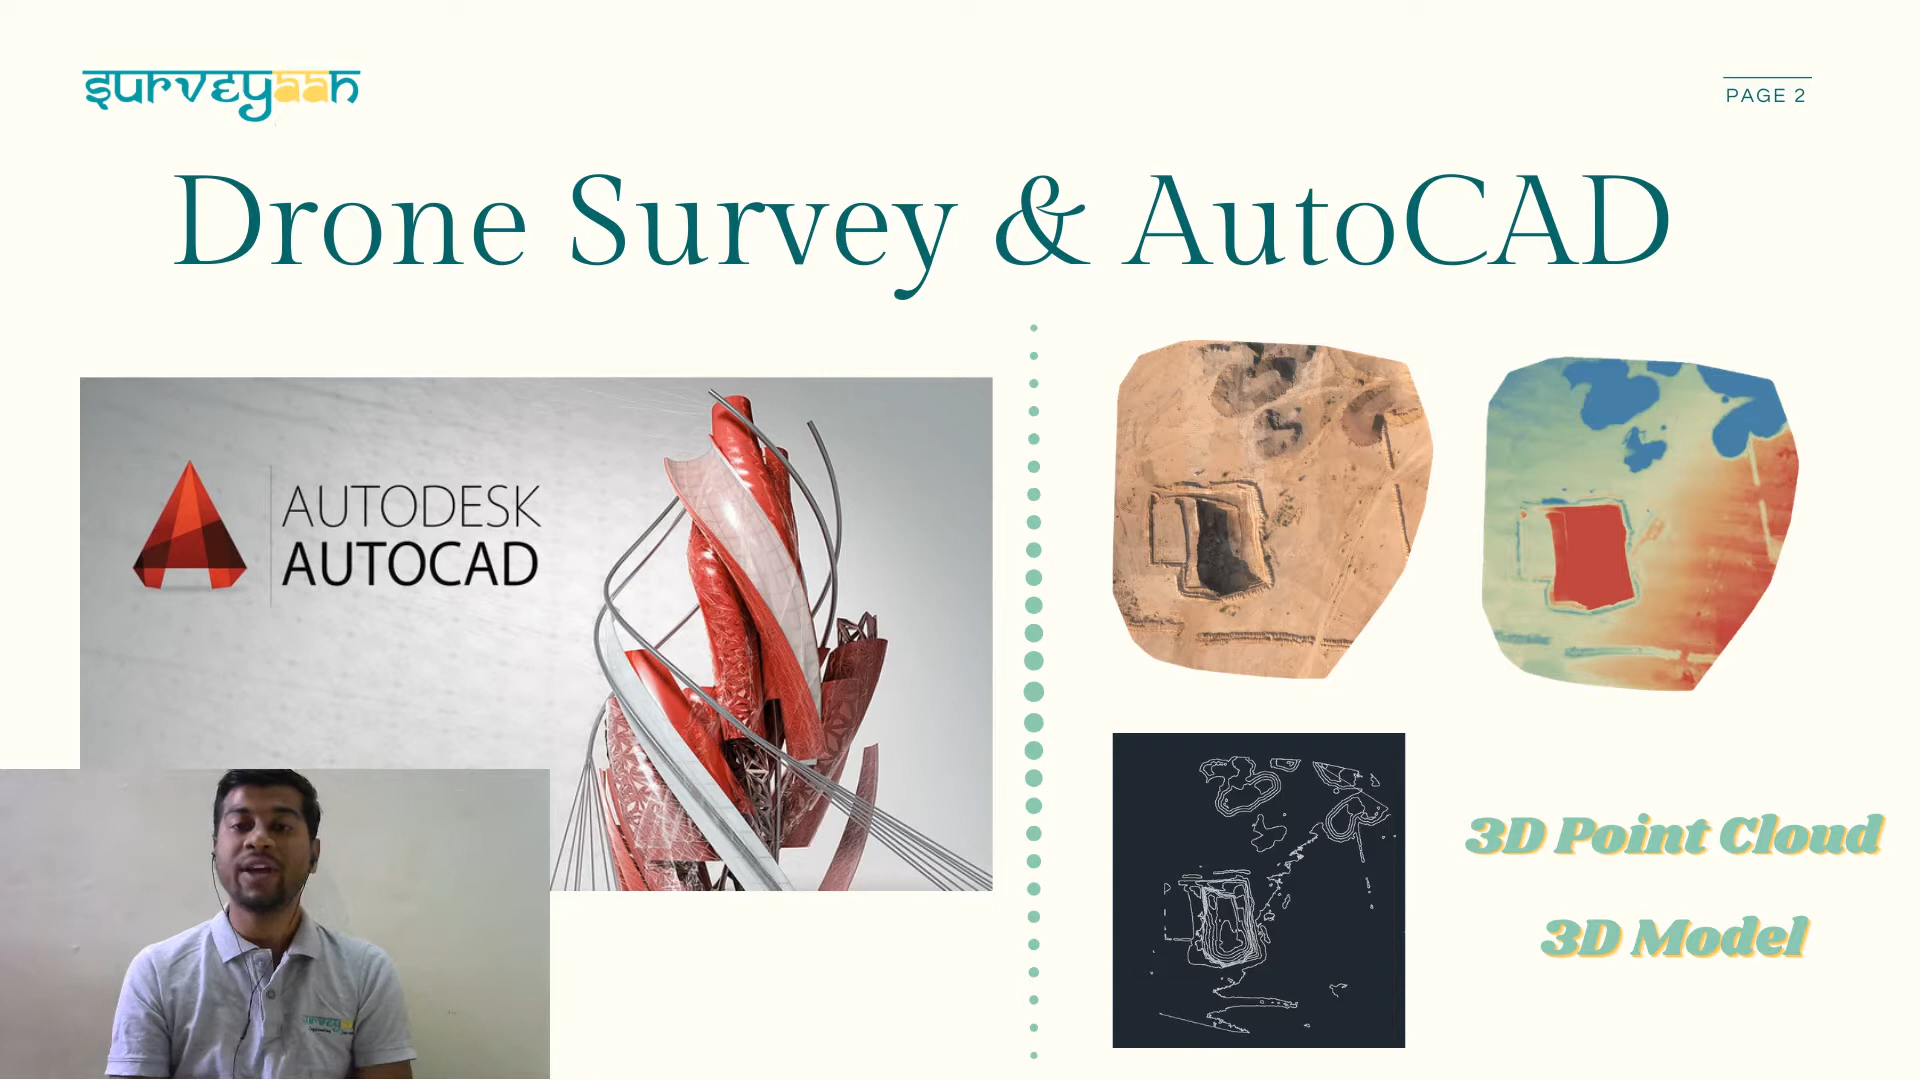 surveyaan
PAGE 2
Drone Survey & AutoCAD
AUTODESK
AUTOCAD
3D Point Cloud
3D Model